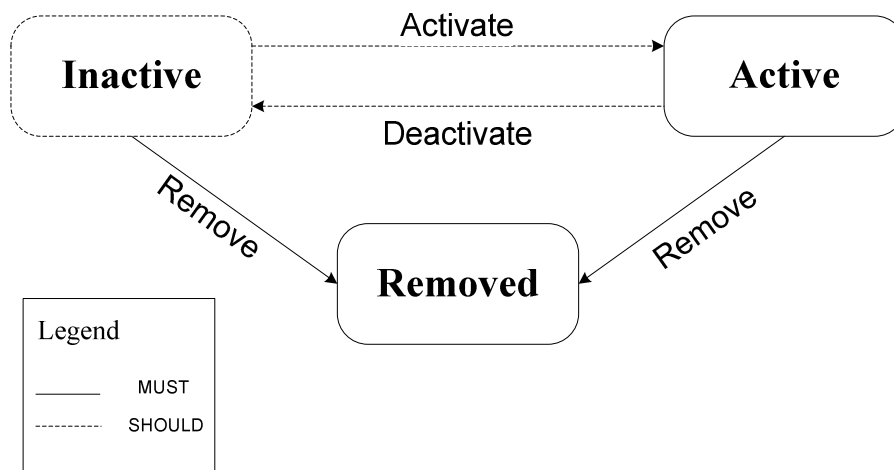 Activate
Inactive
Active
Deactivate
Remove
Remove
Removed
Legend
MUST
SHOULD